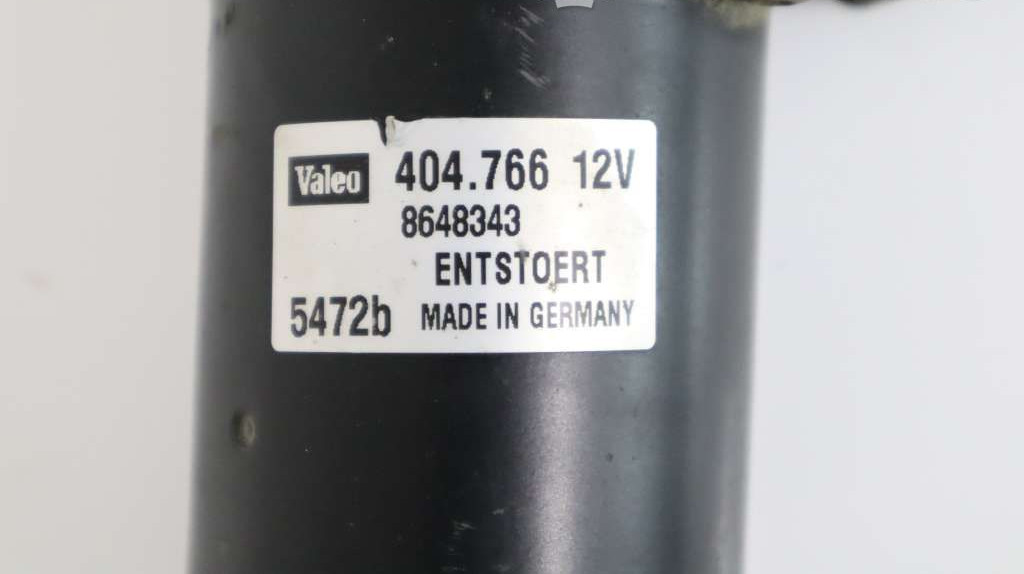 Valeo 404.766 12V
8648343
ENTSTOERT
5472b MADE IN GERMANY